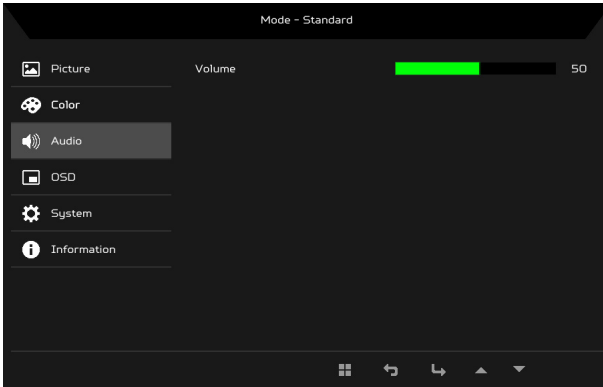 Mode - Standard
Picture
Volume 50
Color
Audio
OSD
System
Information